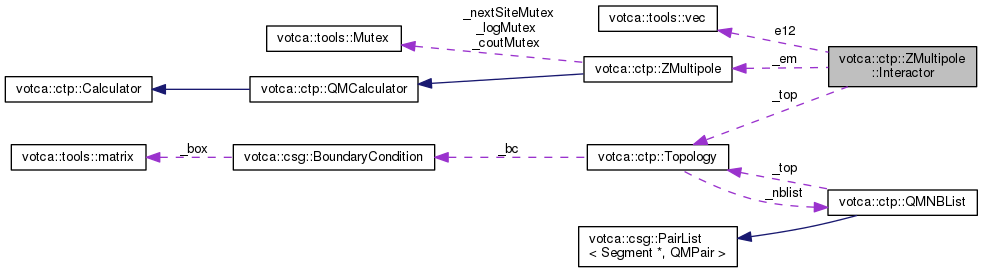 _nextSiteMutex
_logMutex
_coutMutex
votca::tools::vec
votca::tools::Mutex
e12
votca::ctp::ZMultipole
::Interactor
_em
votca::ctp::ZMultipole
votca::ctp::Calculator
votca::ctp::QMCalculator
_top
votca::tools::matrix
_box
votca::csg::BoundaryCondition
_bc
votca::ctp::Topology
_top
_nblist
votca::ctp::QMNBList
votca::csg::PairList
< Segment *, QMPair >